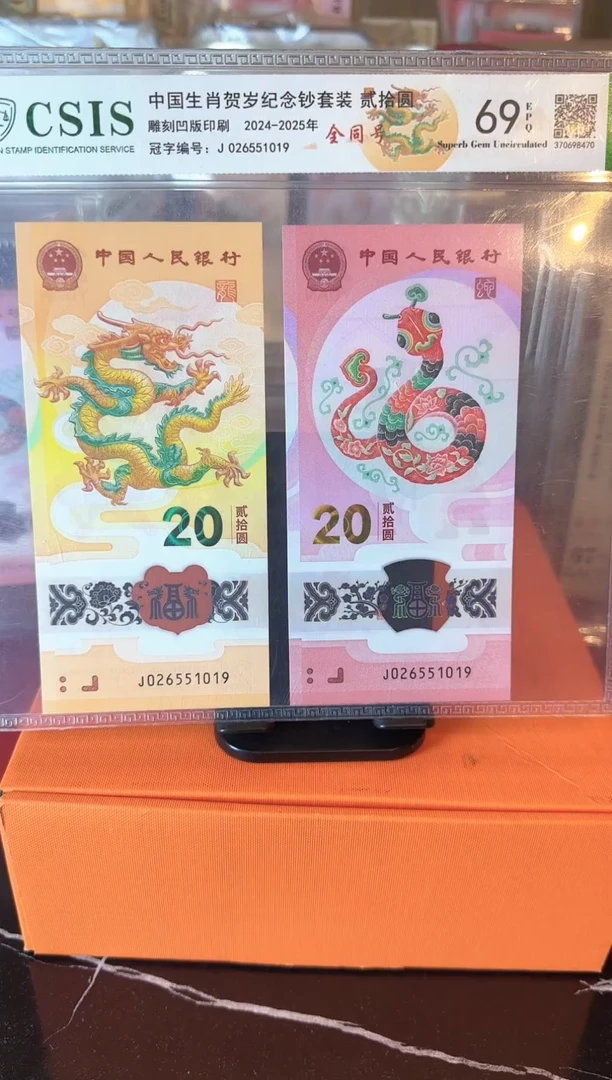 CSIS
N STAMP IDENTIFICATION SERVICE
中国生肖贺岁纪念钞套装 贰拾圆
雕刻凹版印刷 2024-2025年
全同号
冠字编号：J 026551019
69
EPQ
Superb Gem Uncirculated
370698470
中国人民银行
20
贰拾圆
福
J026551019
中国人民银行
20
贰拾圆
福
J026551019